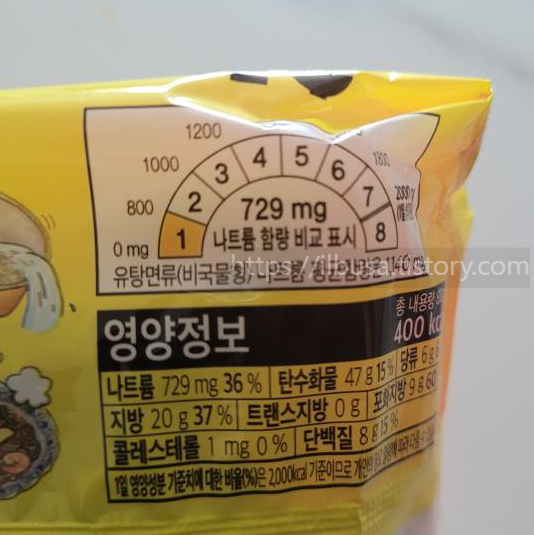 1200
1000
800
0 mg
1 2 3 4 5 6 7 8
729 mg
나트륨 함량 비교 표시
유탕면류(비국물형) 나트륨
https://ilbusa.tistory.com
영양정보
총 내용량
400
나트륨 729 mg 36 % 탄수화물 47 g 15 % 당류 6 g
지방 20 g 37 % 트랜스지방 0 g 포화지방 9 g 60
콜레스테롤 1 mg 0 % 단백질 8 g 15 %
1일 영양성분 기준치에 대한 비율(%)은 2,000kcal 기준이므로